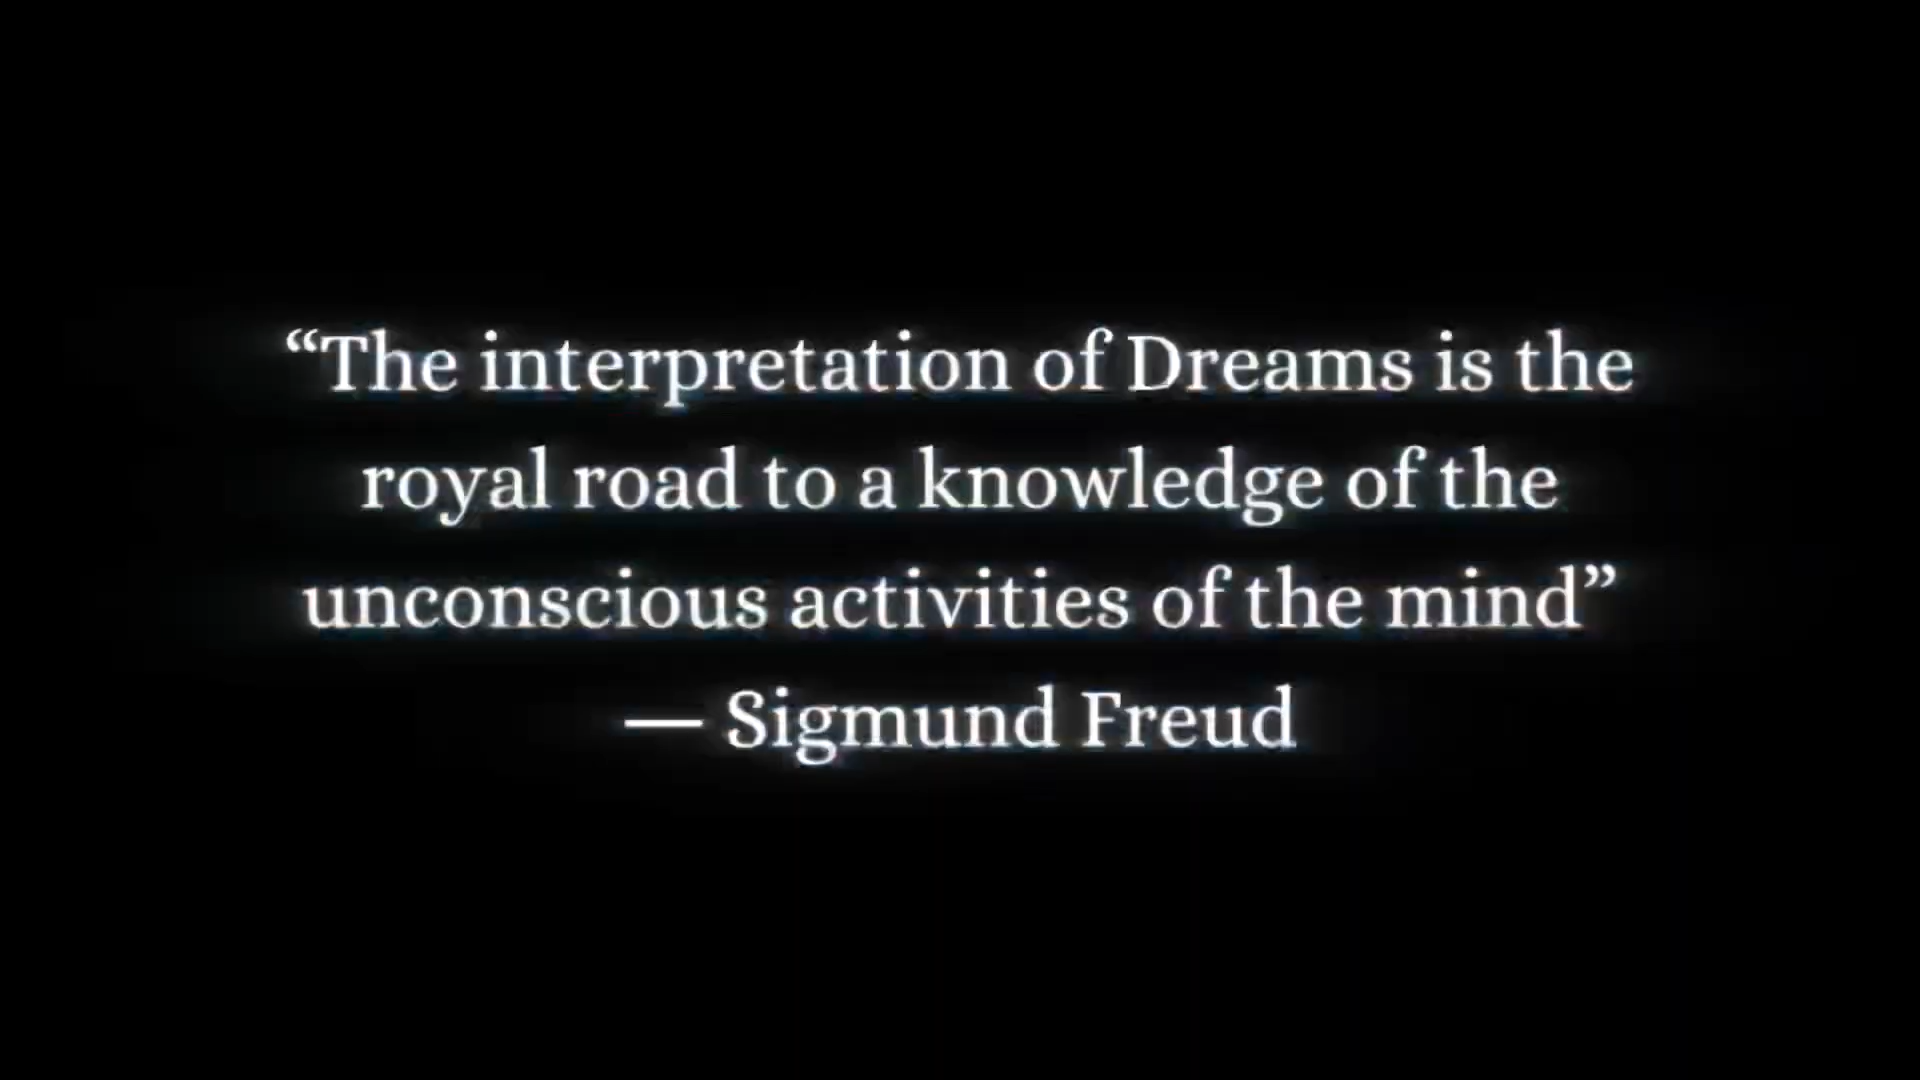 “The interpretation of Dreams is the
royal road to a knowledge of the
unconscious activities of the mind”
— Sigmund Freud